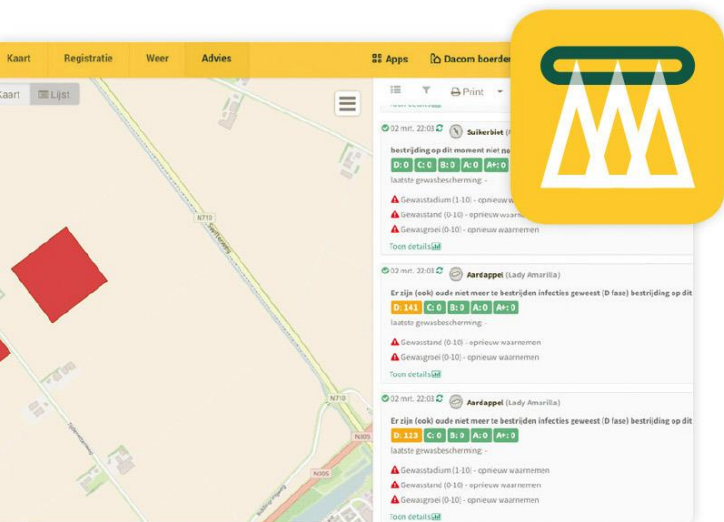 Kaart Registratie Weer Advies Apps Dacom boerder
Kaart Lijst
Print
Toon details
02 mrt. 22:03 Suikerbiet
bestrijding op dit moment niet
D: 0 C: 0 B: 0 A: 0 A+: 0
laatste gewasbescherming: -
Gewasstadium (1-10) - opnieuw
Gewasstand (0-10) - opnieuw waarnemen
Gewasgroei (0-10) - opnieuw waarnemen
Toon details
02 mrt. 22:03 Aardappel (Lady Amarilla)
Er zijn (ook) oude niet meer te bestrijden infecties geweest (D fase) bestrijding op dit
D: 141 C: 0 B: 0 A: 0 A+: 0
laatste gewasbescherming: -
Gewasstand (0-10) - opnieuw waarnemen
Gewasgroei (0-10) - opnieuw waarnemen
Toon details
02 mrt. 22:03 Aardappel (Lady Amarilla)
Er zijn (ook) oude niet meer te bestrijden infecties geweest (D fase) bestrijding op dit
D: 123 C: 0 B: 0 A: 0 A+: 0
laatste gewasbescherming: -
Gewasstadium (1-10) - opnieuw waarnemen
Gewasstand (0-10) - opnieuw waarnemen
Gewasgroei (0-10) - opnieuw waarnemen
Toon details
N710
N710
N305
N305